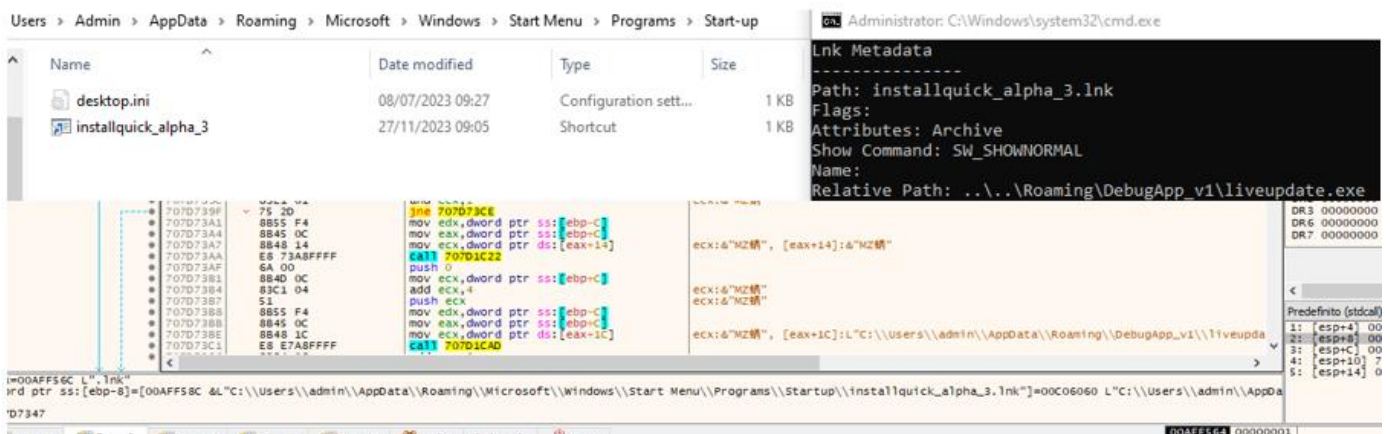 Users > Admin > AppData > Roaming > Microsoft > Windows > Start Menu > Programs > Start-up
Name Date modified Type Size
desktop.ini 08/07/2023 09:27 Configuration sett... 1 KB
installquick_alpha_3 27/11/2023 09:05 Shortcut 1 KB
Administrator: C:\Windows\system32\cmd.exe
Lnk Metadata
---------------
Path: installquick_alpha_3.lnk
Flags:
Attributes: Archive
Show Command: SW_SHOWNORMAL
Name:
Relative Path: ..\..\Roaming\DebugApp_v1\liveupdate.exe
707D739F 75 2D jne 707D73CE
707D73A1 8B55 F4 mov edx,dword ptr ss:[ebp-C]
707D73A4 8B45 0C mov eax,dword ptr ss:[ebp+C]
707D73A7 8B48 14 mov ecx,dword ptr ds:[eax+14]
707D73AA E8 73A8FFFF call 707D1C22
707D73AF 6A 00 push 0
707D73B1 8B4D 0C mov ecx,dword ptr ss:[ebp+C]
707D73B4 83C1 04 add ecx,4
707D73B7 51 push ecx
707D73B8 8B55 F4 mov edx,dword ptr ss:[ebp-C]
707D73BB 8B45 0C mov eax,dword ptr ss:[ebp+C]
707D73BE 8B48 1C mov ecx,dword ptr ds:[eax+1C] [eax+1C]:L"C:\\Users\\admin\\AppData\\Roaming\\DebugApp_v1\\liveupda
707D73C1 E8 E7A8FFFF call 707D1CAD
DR3 00000000
DR6 00000000
DR7 00000000
Predefinito (stdcall)
1: [esp+4] 00
2: [esp+8] 00
3: [esp+C] 00
4: [esp+10] 7
5: [esp+14] 0
=00AFF56C L".lnk"
ord ptr ss:[ebp-8]=[00AFF58C &L"C:\\Users\\admin\\AppData\\Roaming\\Microsoft\\Windows\\Start Menu\\Programs\\Startup\\installquick_alpha_3.lnk"]=00C06060 L"C:\\Users\\admin\\AppDa
7D7347
00AFF564 00000001